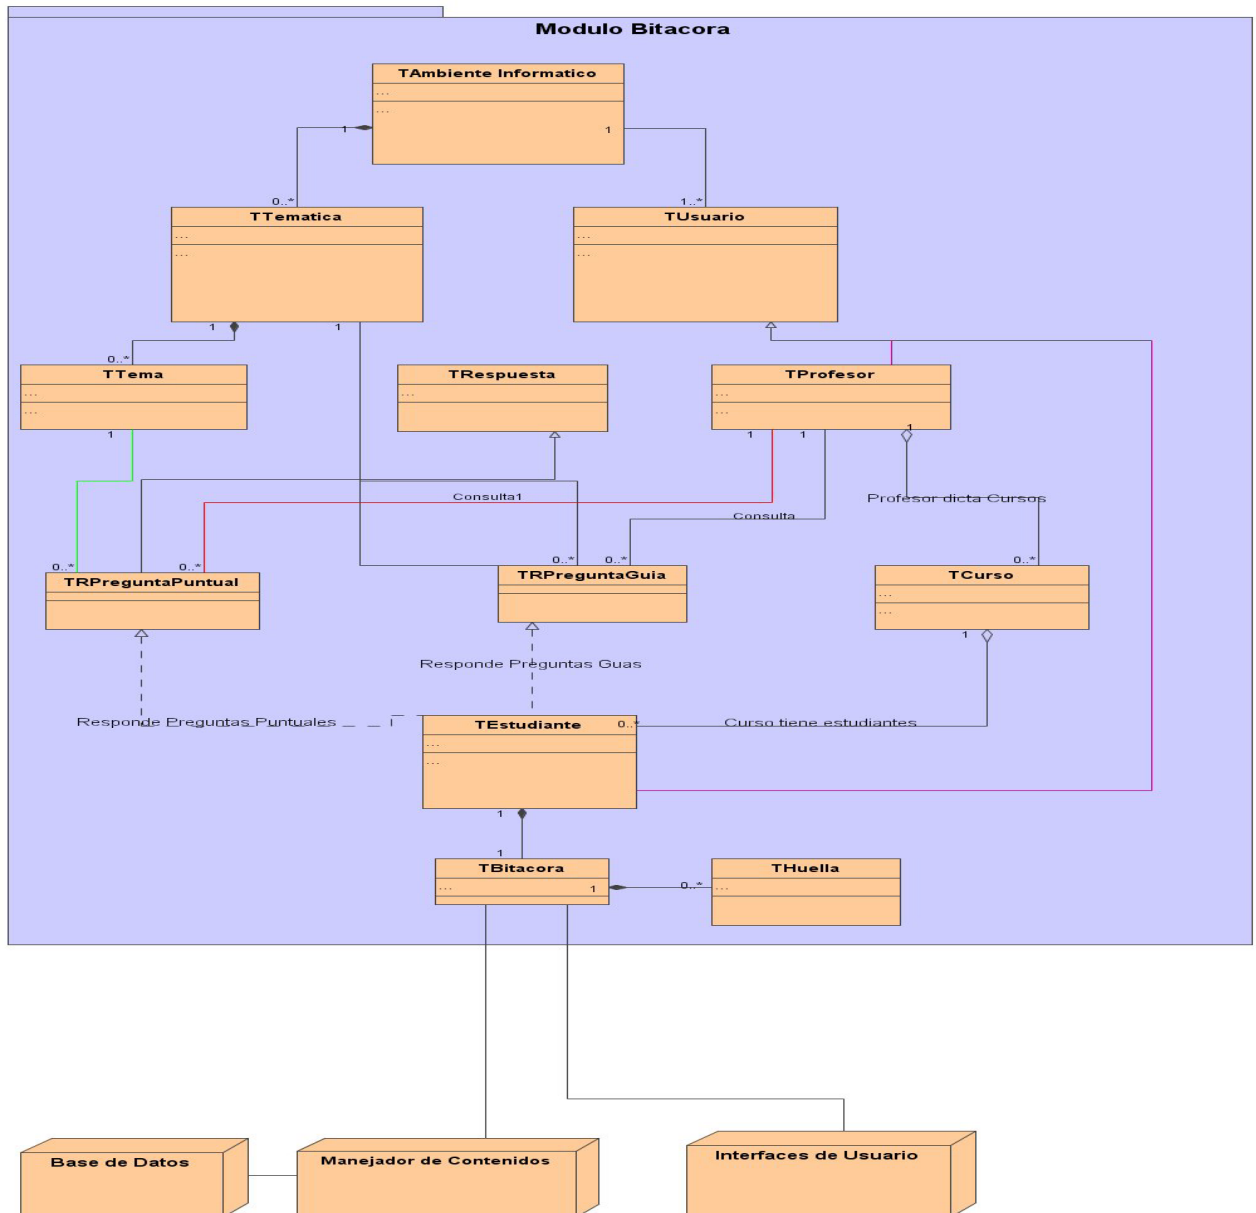 Modulo Bitacora
TAmbiente Informatico
...
...
1
1
0..*
1..*
TTematica
...
...
TUsuario
...
...
1
1
0..*
TTema
...
...
TRespuesta
...
TProfesor
...
...
1
1
1
1
Consulta1
Profesor dicta Cursos
Consulta
0..*
0..*
0..*
0..*
0..*
TRPreguntaPuntual
TRPreguntaGuia
TCurso
...
...
1
Responde Preguntas Guas
Responde Preguntas Puntuales
TEstudiante
...
...
0..*
Curso tiene estudiantes
1
1
TBitacora
...
1
0..*
THuella
...
Base de Datos
Manejador de Contenidos
Interfaces de Usuario